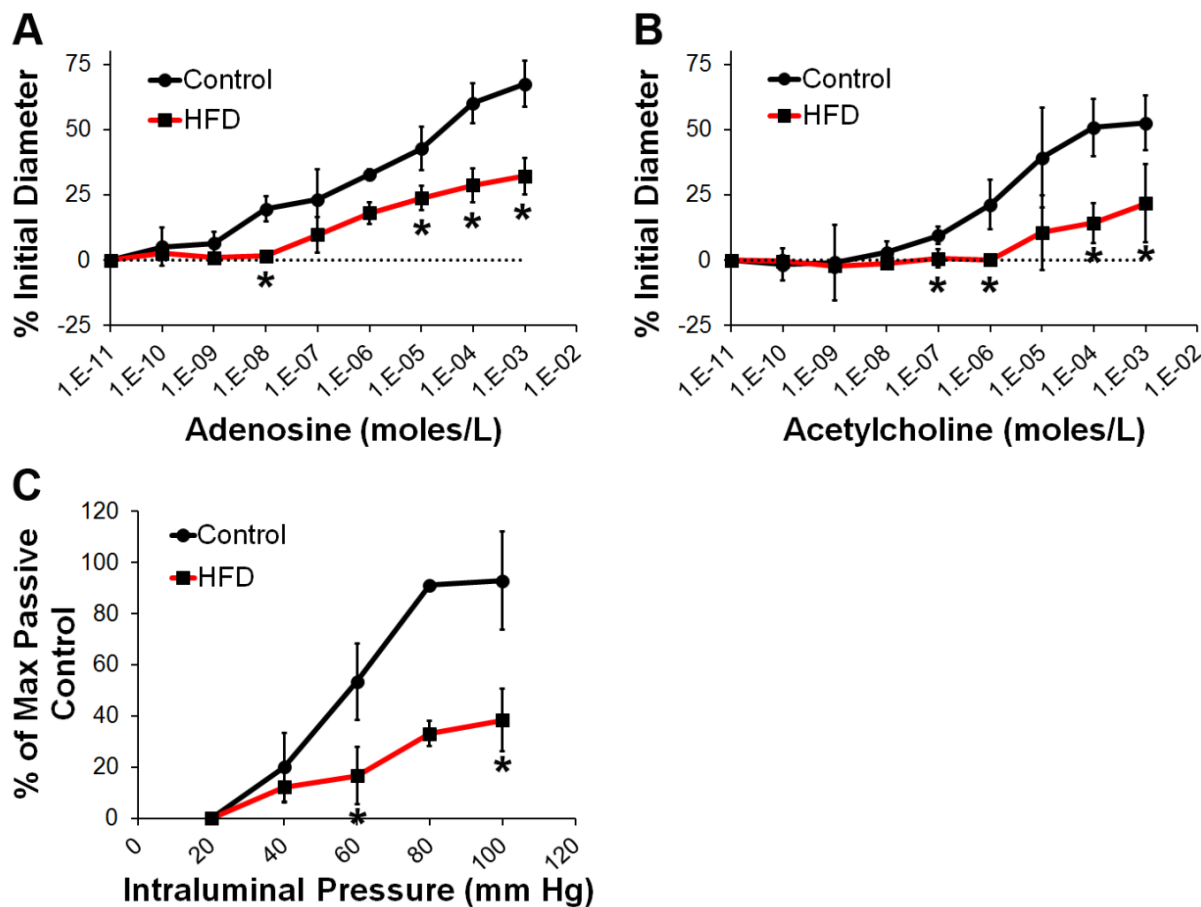 A
% Initial Diameter
75
50
25
0
-25
Control
HFD
*
*
*
*
1.E-11
1.E-10
1.E-09
1.E-08
1.E-07
1.E-06
1.E-05
1.E-04
1.E-03
1.E-02
Adenosine (moles/L)
B
% Initial Diameter
75
50
25
0
-25
Control
HFD
*
*
*
*
1.E-11
1.E-10
1.E-09
1.E-08
1.E-07
1.E-06
1.E-05
1.E-04
1.E-03
1.E-02
Acetylcholine (moles/L)
C
% of Max Passive
Control
120
100
80
60
40
20
0
Control
HFD
*
*
0
20
40
60
80
100
120
Intraluminal Pressure (mm Hg)